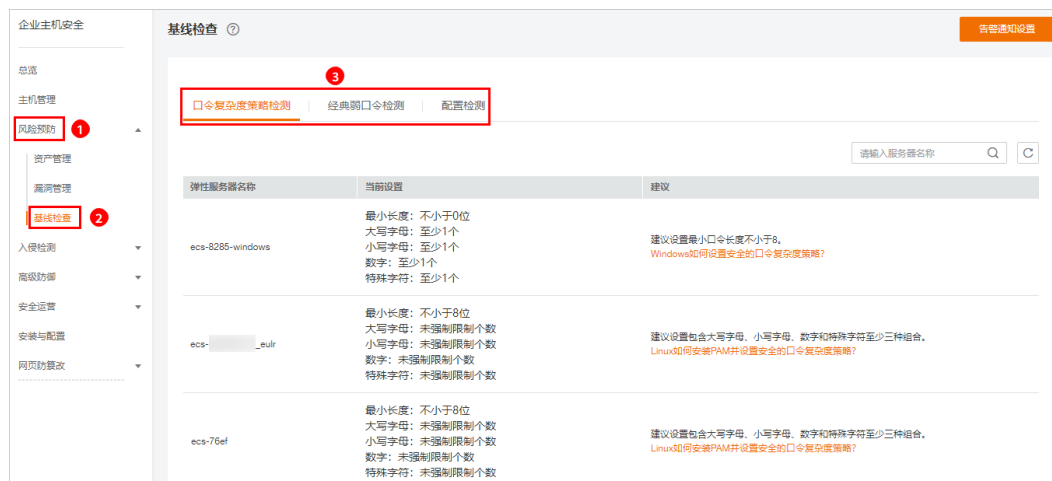 企业主机安全
基线检查 ?
告警通知设置
总览
主机管理
风险预防 1
资产管理
漏洞管理
基线检查 2
入侵检测
高级防御
安全运营
安装与配置
网页防篡改
3
口令复杂度策略检测 经典弱口令检测 配置检测
请输入服务器名称
弹性服务器名称 当前设置 建议
ecs-8285-windows
最小长度：不小于0位
大写字母：至少1个
小写字母：至少1个
数字：至少1个
特殊字符：至少1个
建议设置最小口令长度不小于8。
Windows如何设置安全的口令复杂度策略?
ecs- _eulr
最小长度：不小于8位
大写字母：未强制限制个数
小写字母：未强制限制个数
数字：未强制限制个数
特殊字符：未强制限制个数
建议设置包含大写字母、小写字母、数字和特殊字符至少三种组合。
Linux如何安装PAM并设置安全的口令复杂度策略?
ecs-76ef
最小长度：不小于8位
大写字母：未强制限制个数
小写字母：未强制限制个数
数字：未强制限制个数
特殊字符：未强制限制个数
建议设置包含大写字母、小写字母、数字和特殊字符至少三种组合。
Linux如何安装PAM并设置安全的口令复杂度策略?